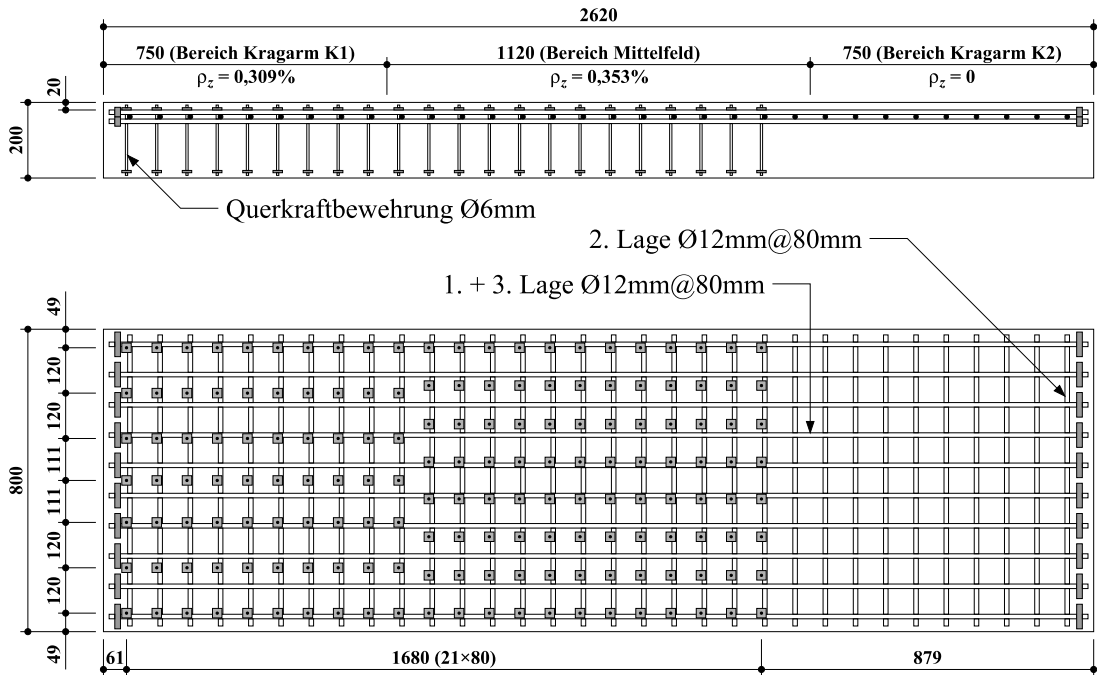 2620
750 (Bereich Kragarm K1)
1120 (Bereich Mittelfeld)
750 (Bereich Kragarm K2)
ρz = 0,309%
ρz = 0,353%
ρz = 0
20
200
Querkraftbewehrung Ø6mm
2. Lage Ø12mm@80mm
1. + 3. Lage Ø12mm@80mm
49
120
120
111
800
111
120
120
49
61
1680 (21×80)
879